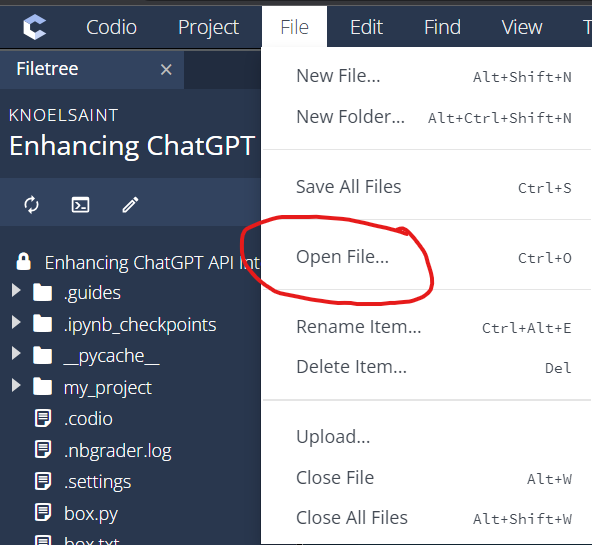 Codio Project File Edit Find View T
Filetree ×
KNOELSAINT
Enhancing ChatGPT
Enhancing ChatGPT API Int
.guides
.ipynb_checkpoints
__pycache__
my_project
.codio
.nbgrader.log
.settings
box.py
box.txt
New File... Alt+Shift+N
New Folder... Alt+Ctrl+Shift+N
Save All Files Ctrl+S
Open File... Ctrl+O
Rename Item... Ctrl+Alt+E
Delete Item... Del
Upload...
Close File Alt+W
Close All Files Alt+Shift+W